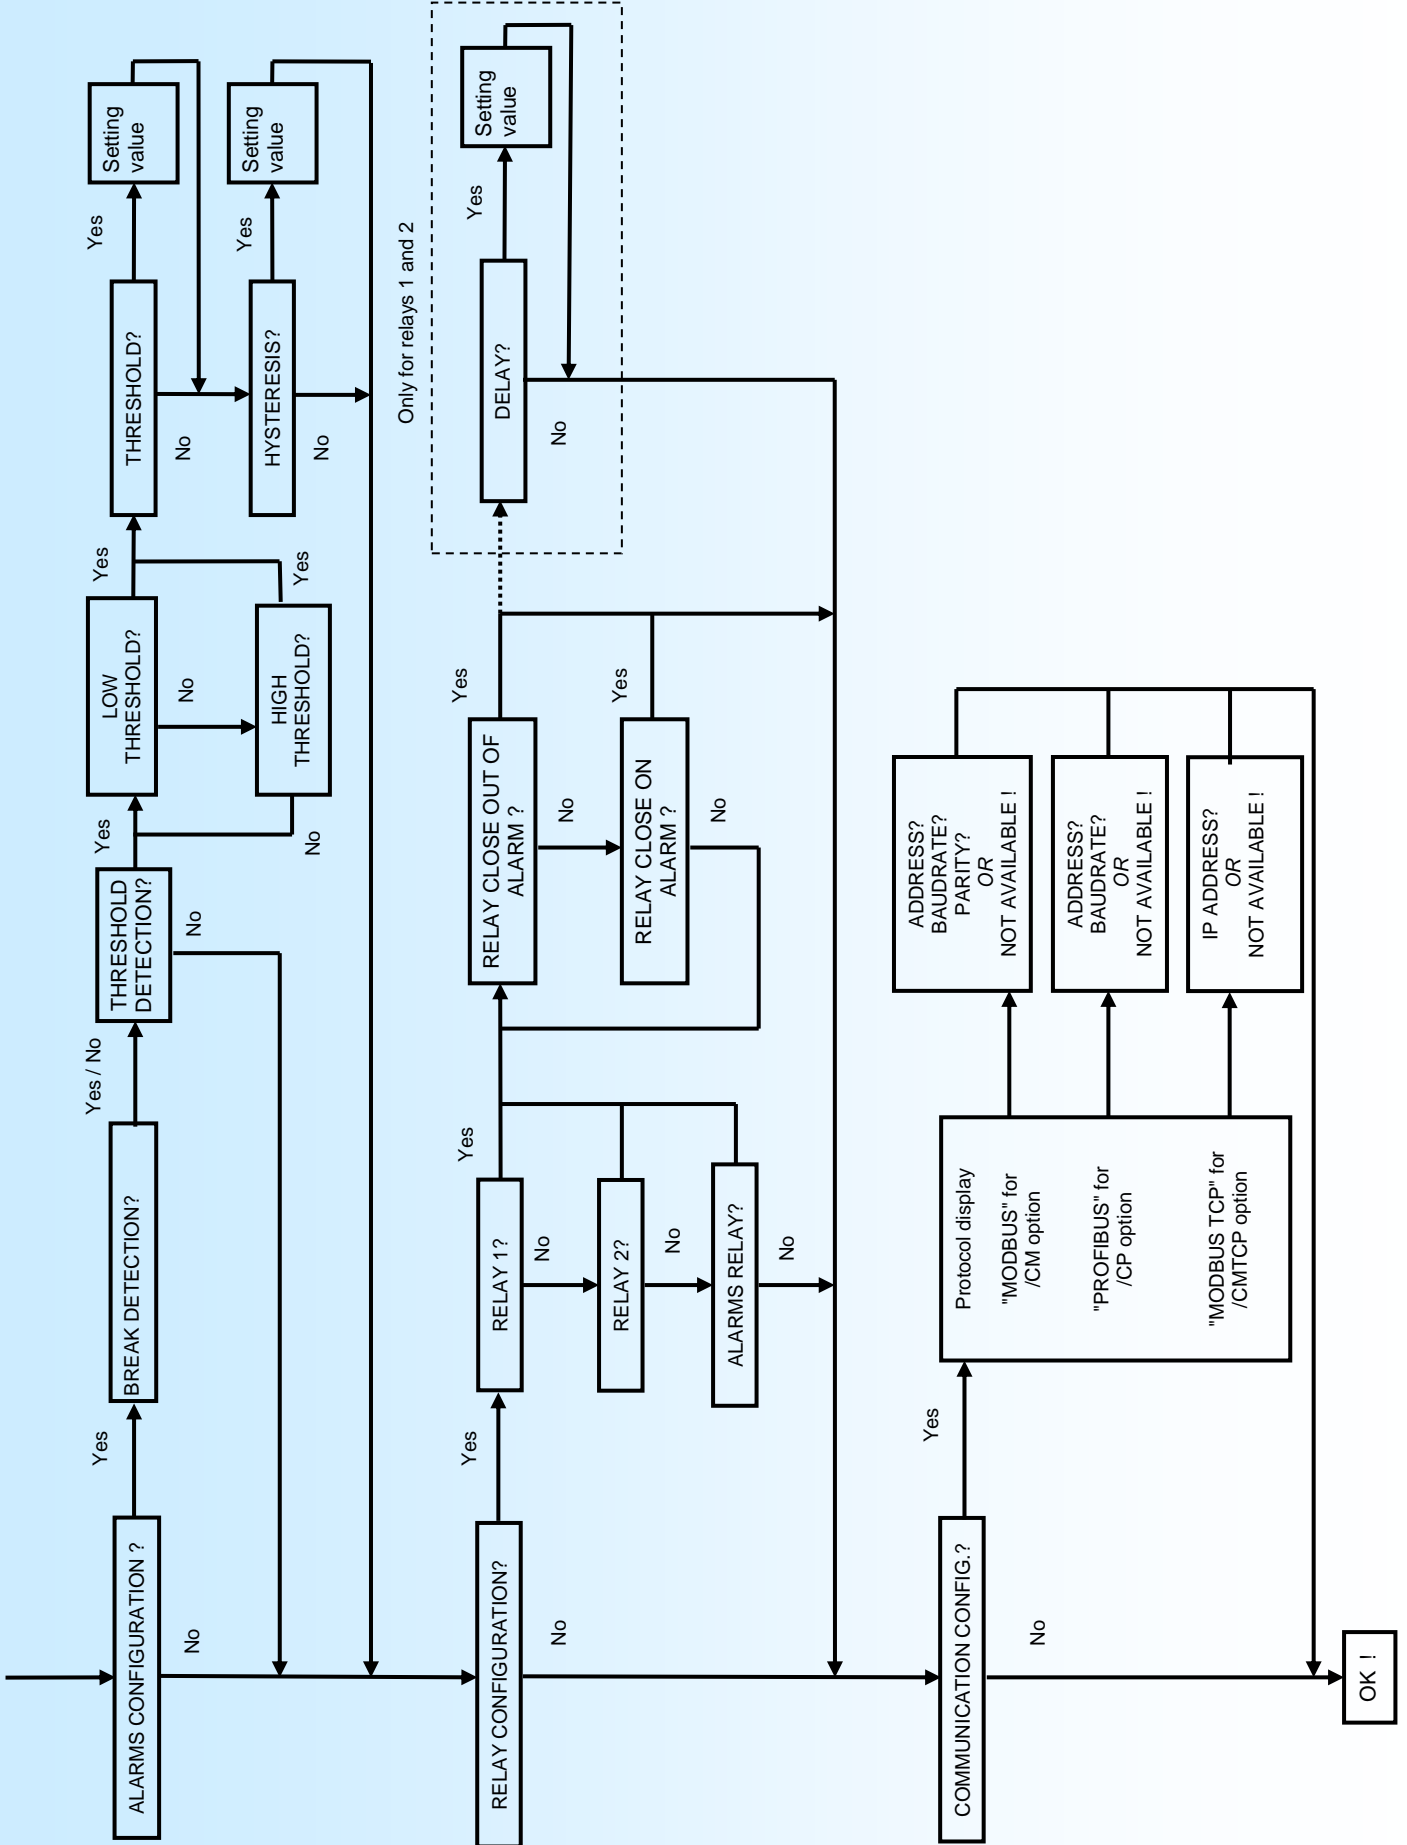 ALARMS CONFIGURATION ?
Yes
No
BREAK DETECTION?
Yes / No
THRESHOLD
DETECTION?
Yes
No
LOW
THRESHOLD?
Yes
No
HIGH
THRESHOLD?
Yes
No
THRESHOLD?
Yes
No
Setting
value
HYSTERESIS?
Yes
No
Setting
value
RELAY CONFIGURATION?
Yes
No
RELAY 1?
Yes
No
RELAY 2?
No
ALARMS RELAY?
No
RELAY CLOSE OUT OF
ALARM ?
Yes
No
RELAY CLOSE ON
ALARM ?
Yes
No
Only for relays 1 and 2
DELAY?
Yes
No
Setting
value
COMMUNICATION CONFIG.?
Yes
No
Protocol display
"MODBUS" for
/CM option
"PROFIBUS" for
/CP option
"MODBUS TCP" for
/CMTCP option
ADDRESS?
BAUDRATE?
PARITY?
OR
NOT AVAILABLE !
ADDRESS?
BAUDRATE?
OR
NOT AVAILABLE !
IP ADDRESS?
OR
NOT AVAILABLE !
OK !